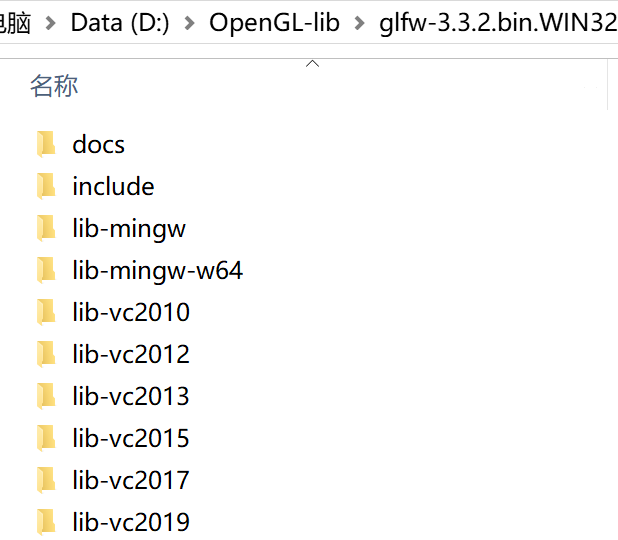 电脑 > Data (D:) > OpenGL-lib > glfw-3.3.2.bin.WIN32
名称
docs
include
lib-mingw
lib-mingw-w64
lib-vc2010
lib-vc2012
lib-vc2013
lib-vc2015
lib-vc2017
lib-vc2019